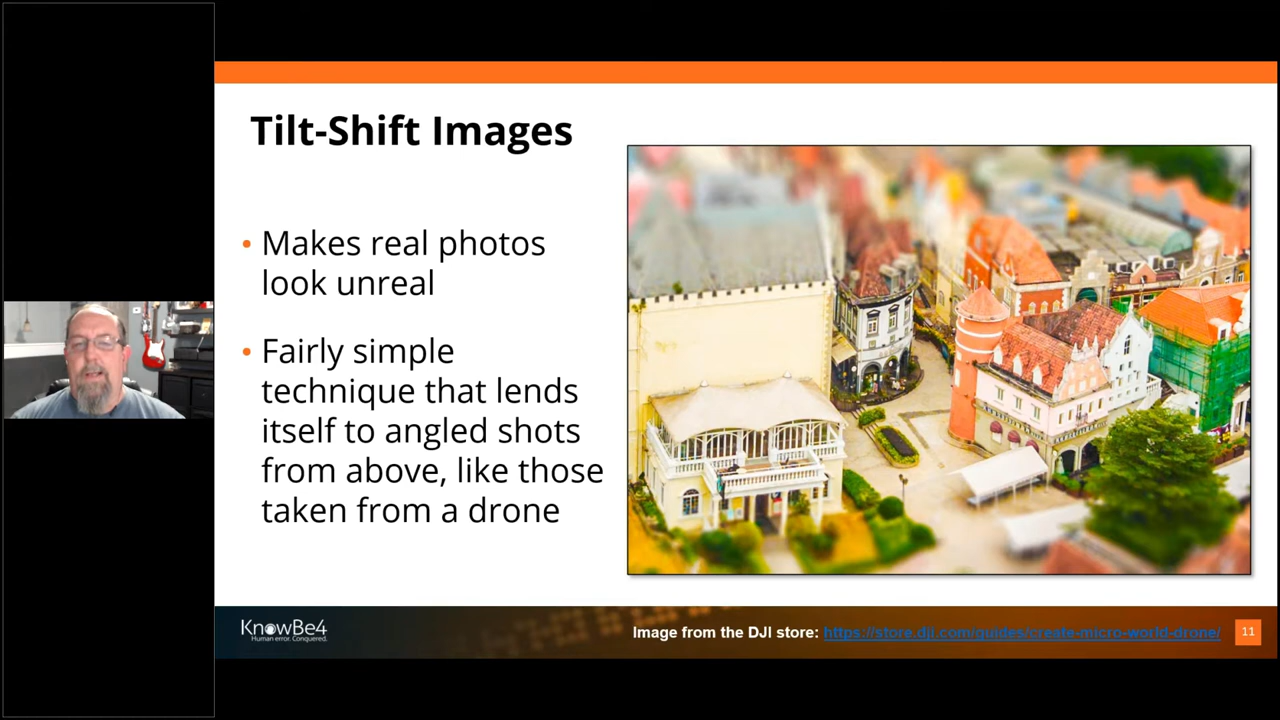 Tilt-Shift Images
• Makes real photos
look unreal
• Fairly simple
technique that lends
itself to angled shots
from above, like those
taken from a drone
KnowBe4
Human error. Conquered.
Image from the DJI store: https://store.dji.com/guides/create-micro-world-drone/
11